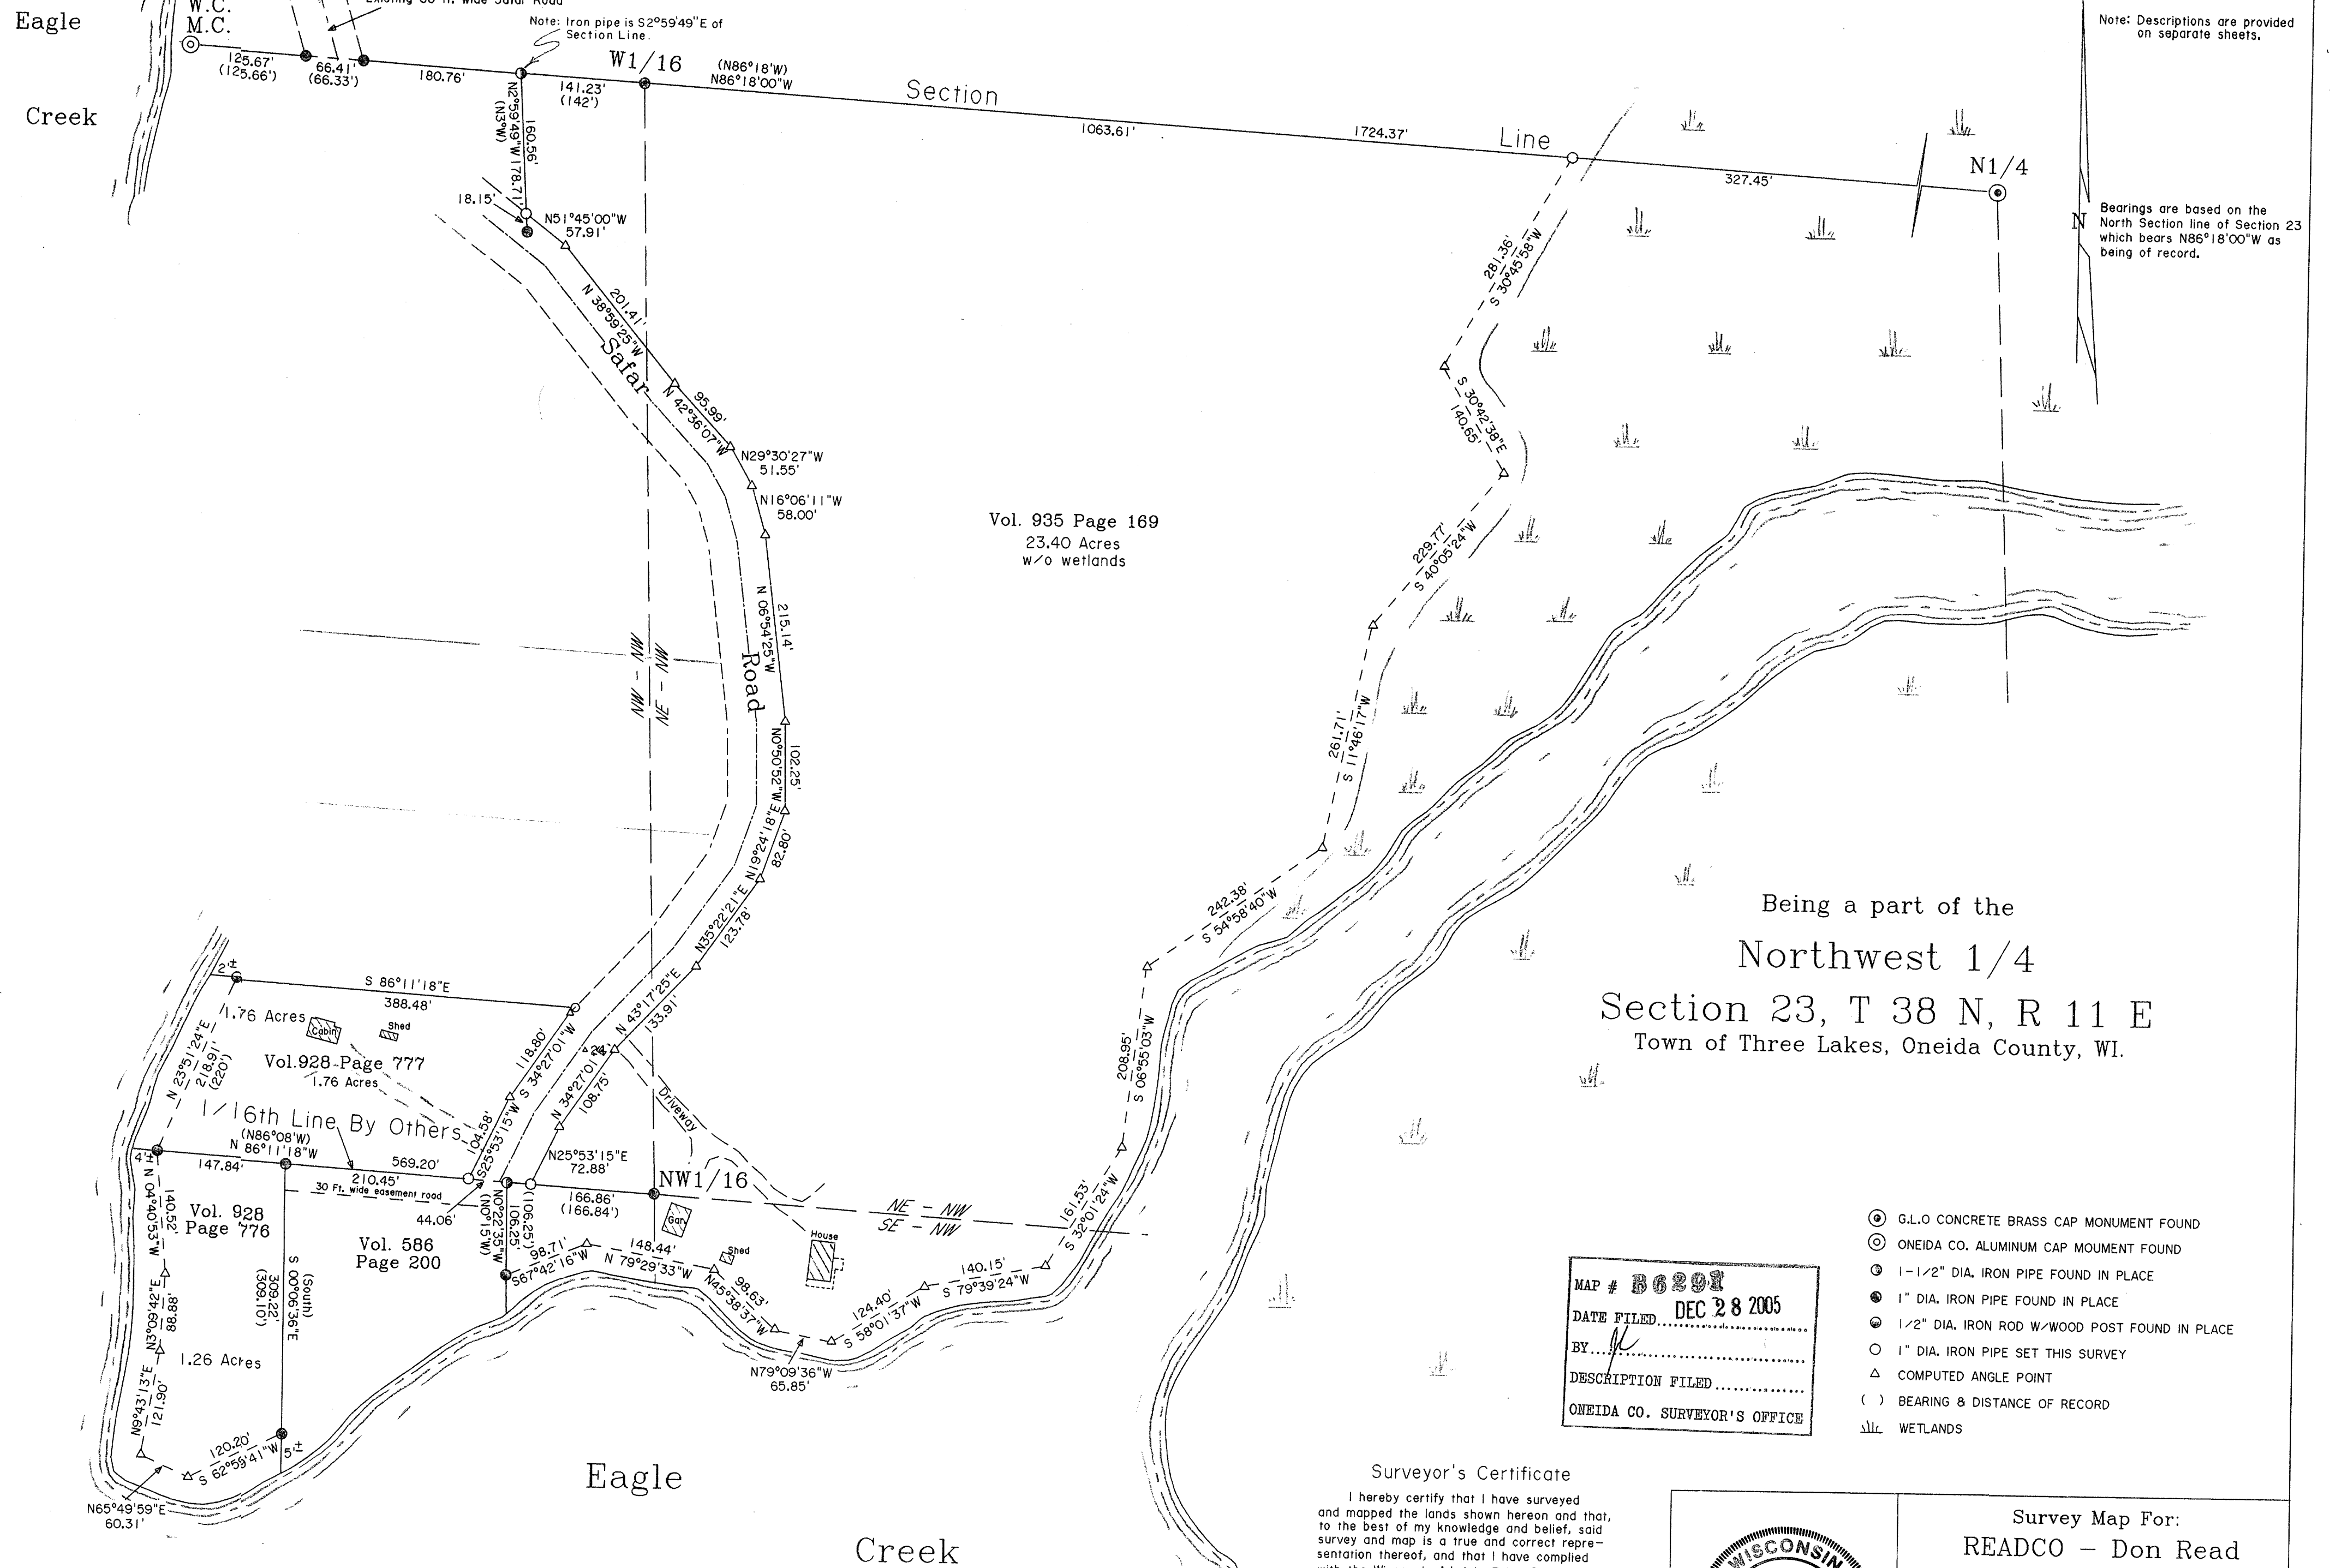 Eagle
Creek
W.C.
M.C.
Note: Iron pipe is S2°59'49"E of
Section Line.
125.67'
(125.66')
66.41'
(66.33')
180.76'
141.23'
(142')
W1/16
(N86°18'W)
N86°18'00"W
Section
1063.61'
1724.37'
Line
327.45'
N1/4
Note: Descriptions are provided
on separate sheets.
N
Bearings are based on the
North Section line of Section 23
which bears N86°18'00"W as
being of record.
160.56'
N2°59'49"W 178.71'
(N3°W)
18.15'
N51°45'00"W
57.91'
201.41'
N 38°59'25"W
Safar
95.99'
N 42°36'07"W
N29°30'27"W
51.55'
N16°06'11"W
58.00'
215.14'
N 06°54'25"W
Road
102.25'
N0°50'52"W
N19°24'18"E
82.80'
N35°22'21"E
123.78'
N 43°17'25"E
133.91'
24'
N 34°27'01"E
108.75'
N25°53'15"E
72.88'
NW - NW
NE - NW
Vol. 935 Page 169
23.40 Acres
w/o wetlands
281.36'
S 30°45'58"W
S 30°42'38"E
140.65'
229.77'
S 40°05'24"W
261.71'
S 11°46'17"W
242.38'
S 54°58'40"W
208.95'
S 06°55'03"W
161.53'
S 32°01'24"W
140.15'
S 79°39'24"W
124.40'
S 58°01'37"W
N79°09'36"W
65.85'
98.63'
N45°38'37"W
148.44'
N 79°29'33"W
98.71'
S67°42'16"W
2'±
S 86°11'18"E
388.48'
1.76 Acres
Cabin
Shed
Vol.928-Page 777
1.76 Acres
N 23°51'24"E
218.91'
(220')
118.80'
S 34°27'01"W
104.58'
S25°53'15"W
1/16th Line By Others
(N86°08'W)
N 86°11'18"W
4'±
147.84'
569.20'
210.45'
30 Ft. wide easement road
44.06'
166.86'
(166.84')
NW1/16
NE - NW
SE - NW
(106.25')
106.25'
N0°22'35"W
(N0°15'W)
Driveway
Gar.
Shed
House
Vol. 928
Page 776
Vol. 586
Page 200
140.52'
N 04°40'53"W
N3°09'42"E
88.88'
N9°43'13"E
121.90'
1.26 Acres
(South)
S 00°06'36"E
309.22'
(309.10')
120.20'
S 62°59'41"W
5'±
N65°49'59"E
60.31'
Eagle
Creek
Being a part of the
Northwest 1/4
Section 23, T 38 N, R 11 E
Town of Three Lakes, Oneida County, WI.
G.L.O CONCRETE BRASS CAP MONUMENT FOUND
ONEIDA CO. ALUMINUM CAP MOUMENT FOUND
1-1/2" DIA. IRON PIPE FOUND IN PLACE
1" DIA. IRON PIPE FOUND IN PLACE
1/2" DIA. IRON ROD W/WOOD POST FOUND IN PLACE
1" DIA. IRON PIPE SET THIS SURVEY
COMPUTED ANGLE POINT
( ) BEARING & DISTANCE OF RECORD
WETLANDS
MAP # B6291
DATE FILED DEC 28 2005
BY
DESCRIPTION FILED
ONEIDA CO. SURVEYOR'S OFFICE
Surveyor's Certificate
I hereby certify that I have surveyed
and mapped the lands shown hereon and that,
to the best of my knowledge and belief, said
survey and map is a true and correct repre-
sentation thereof, and that I have complied
WISCONSIN
Survey Map For:
READCO - Don Read